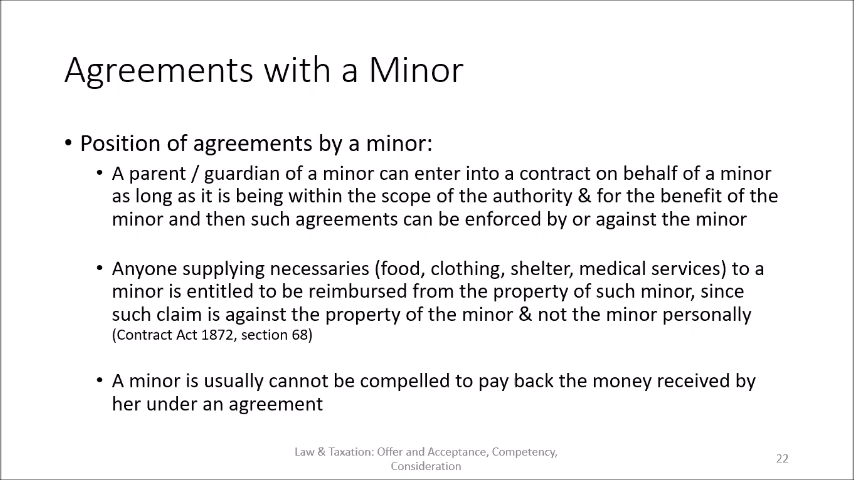 Agreements with a Minor
• Position of agreements by a minor:
• A parent / guardian of a minor can enter into a contract on behalf of a minor
as long as it is being within the scope of the authority & for the benefit of the
minor and then such agreements can be enforced by or against the minor
• Anyone supplying necessaries (food, clothing, shelter, medical services) to a
minor is entitled to be reimbursed from the property of such minor, since
such claim is against the property of the minor & not the minor personally
(Contract Act 1872, section 68)
• A minor is usually cannot be compelled to pay back the money received by
her under an agreement
Law & Taxation: Offer and Acceptance, Competency,
Consideration
22